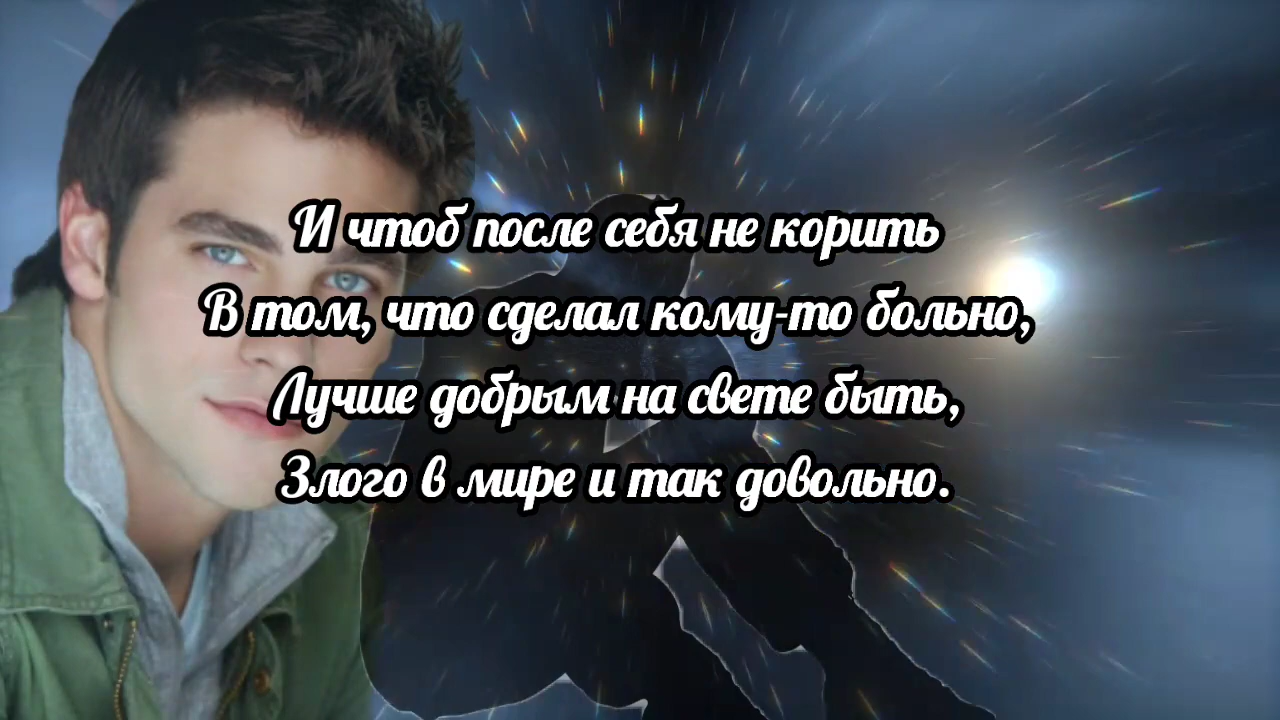 И чтоб после себя не корить
В том, что сделал кому-то больно,
Лучше добрым на свете быть,
Злого в мире и так довольно.